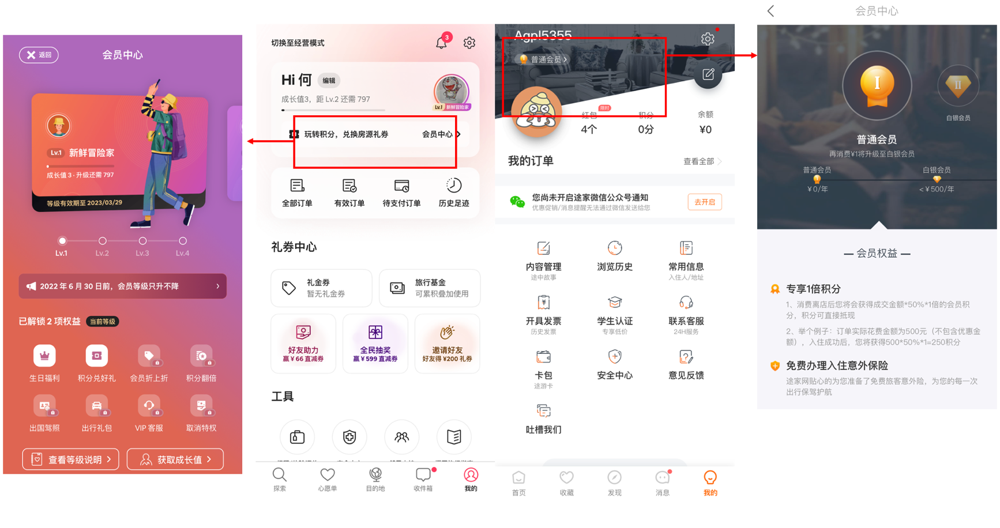 返回
会员中心
Lv.1 新鲜冒险家
成长值 3 · 升级还需 797
等级有效期至 2023/03/29
Lv.1 Lv.2 Lv.3 Lv.4
2022 年 6 月 30 日前，会员等级只升不降
已解锁 2 项权益 当前等级
生日福利 积分兑好礼 会员折上折 积分翻倍
出国驾照 出行礼包 VIP 客服 取消特权
查看等级说明 获取成长值
切换至经营模式
3
Hi 何 编辑
成长值3，距 Lv.2 还需 797
Lv.1 新鲜冒险家
玩转积分，兑换房源礼券 会员中心
全部订单 有效订单 待支付订单 历史足迹
礼券中心
礼金券 旅行基金
暂无礼金券 可累积叠加使用
好友助力 全民抽奖 邀请好友
赢 ¥ 66 直减券 赢 ¥ 599 直减券 好友得 ¥200 礼券
工具
探索 心愿单 目的地 收件箱 我的
Agpl5355
普通会员
限时
红包 积分 余额
4个 0分 ¥0
我的订单 查看全部
您尚未开启途家微信公众号通知
优惠促销/消息提醒无法通过微信发送给您
去开启
内容管理 浏览历史 常用信息
途中故事 入住人/地址
开具发票 学生认证 联系客服
历史发票 专享低价 24H服务
卡包 安全中心 意见反馈
途游卡
吐槽我们
首页 收藏 发现 消息 我的
会员中心
I
II
白银会员
普通会员
再消费¥1将升级至白银会员
普通会员 白银会员
¥0/年 <¥500/年
会员权益
专享1倍积分
1、消费离店后您将会获得成交金额*50%*1倍的会员积
分，积分可直接抵现
2、举个例子：订单实际花费金额为500元（不包含优惠金
额），入住成功后，您将获得500*50%*1=250积分
免费办理入住意外保险
途家网贴心的为您准备了免费旅客意外险，为您的每一次
出行保驾护航